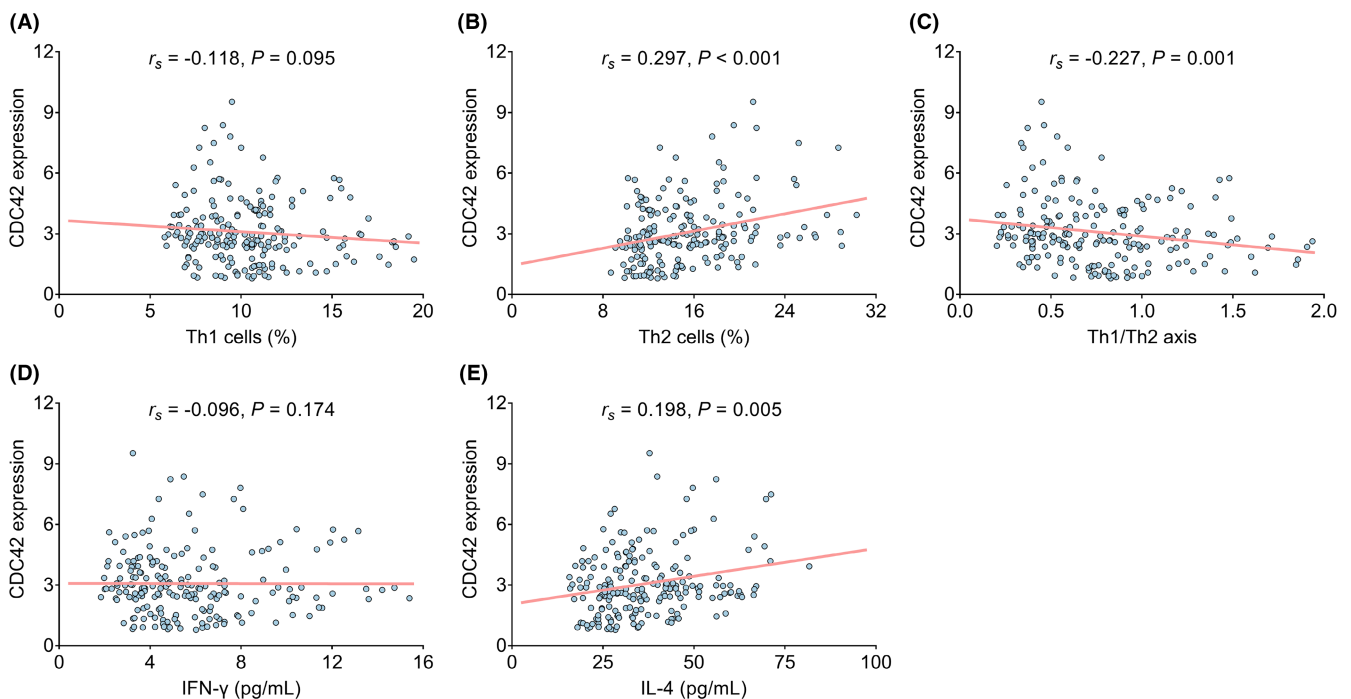 (A)
rs = -0.118, P = 0.095
CDC42 expression
12
9
6
3
0
0 5 10 15 20
Th1 cells (%)
(B)
rs = 0.297, P < 0.001
CDC42 expression
12
9
6
3
0
0 8 16 24 32
Th2 cells (%)
(C)
rs = -0.227, P = 0.001
CDC42 expression
12
9
6
3
0
0.0 0.5 1.0 1.5 2.0
Th1/Th2 axis
(D)
rs = -0.096, P = 0.174
CDC42 expression
12
9
6
3
0
0 4 8 12 16
IFN-γ (pg/mL)
(E)
rs = 0.198, P = 0.005
CDC42 expression
12
9
6
3
0
0 25 50 75 100
IL-4 (pg/mL)